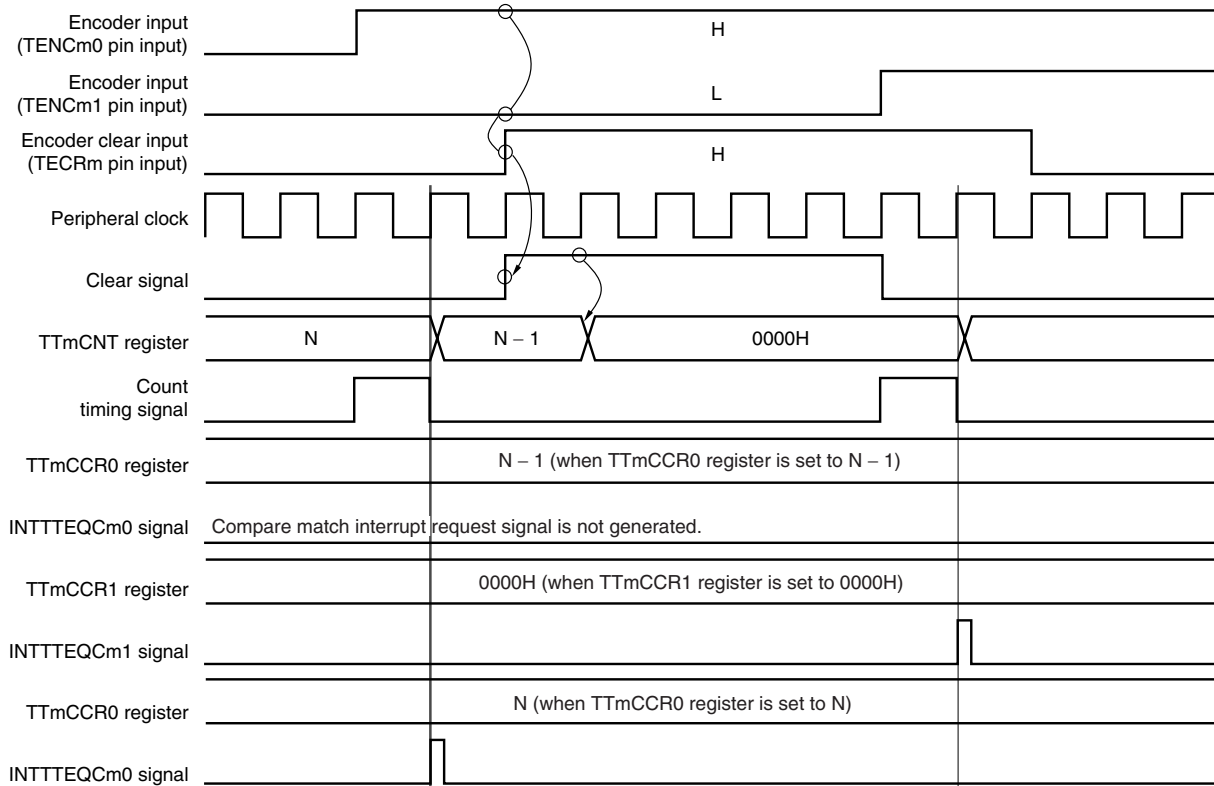 Encoder input
(TENCm0 pin input)
H
Encoder input
(TENCm1 pin input)
L
Encoder clear input
(TECRm pin input)
H
Peripheral clock
Clear signal
TTmCNT register
N
N – 1
0000H
Count
timing signal
TTmCCR0 register
N – 1 (when TTmCCR0 register is set to N – 1)
INTTTEQCm0 signal
Compare match interrupt request signal is not generated.
TTmCCR1 register
0000H (when TTmCCR1 register is set to 0000H)
INTTTEQCm1 signal
TTmCCR0 register
N (when TTmCCR0 register is set to N)
INTTTEQCm0 signal